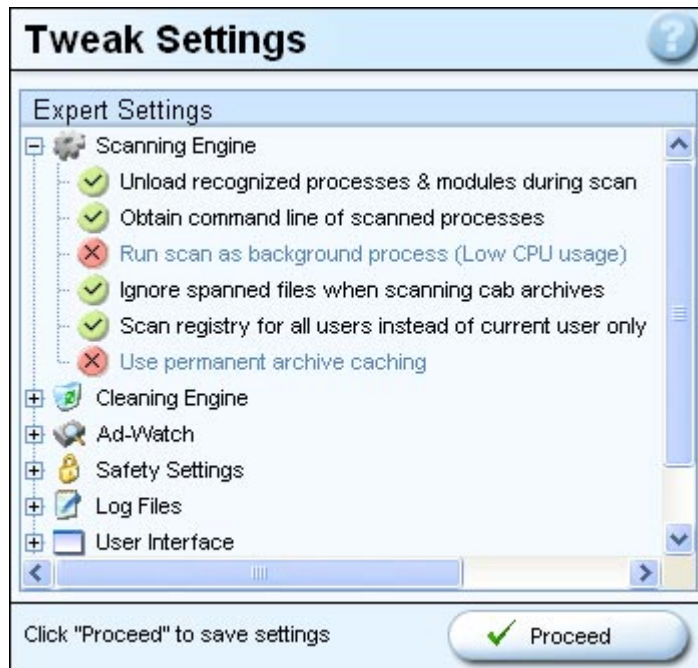 Tweak Settings
?
Expert Settings
Scanning Engine
Unload recognized processes & modules during scan
Obtain command line of scanned processes
Run scan as background process (Low CPU usage)
Ignore spanned files when scanning cab archives
Scan registry for all users instead of current user only
Use permanent archive caching
Cleaning Engine
Ad-Watch
Safety Settings
Log Files
User Interface
Click "Proceed" to save settings
Proceed